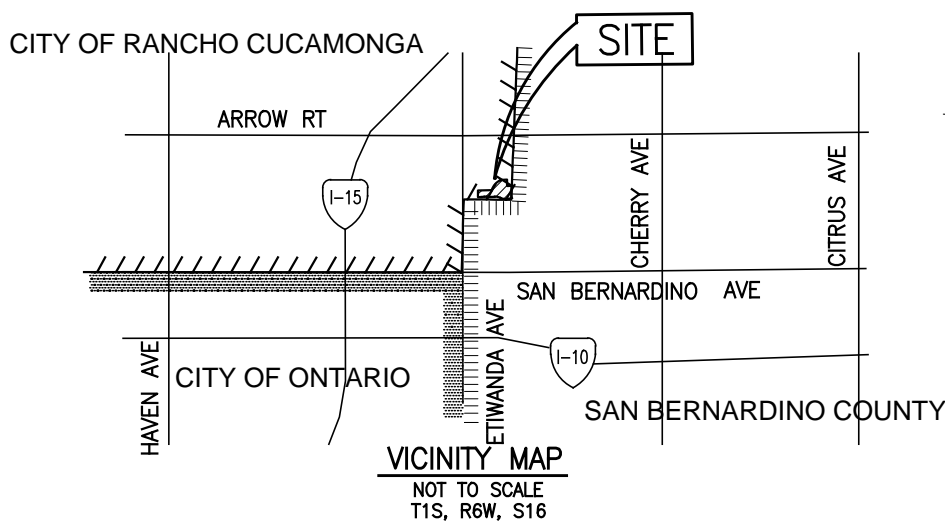 CITY OF RANCHO CUCAMONGA
SITE
ARROW RT
I-15
CHERRY AVE
CITRUS AVE
SAN BERNARDINO AVE
HAVEN AVE
CITY OF ONTARIO
ETIWANDA AVE
I-10
SAN BERNARDINO COUNTY
VICINITY MAP
NOT TO SCALE
T1S, R6W, S16